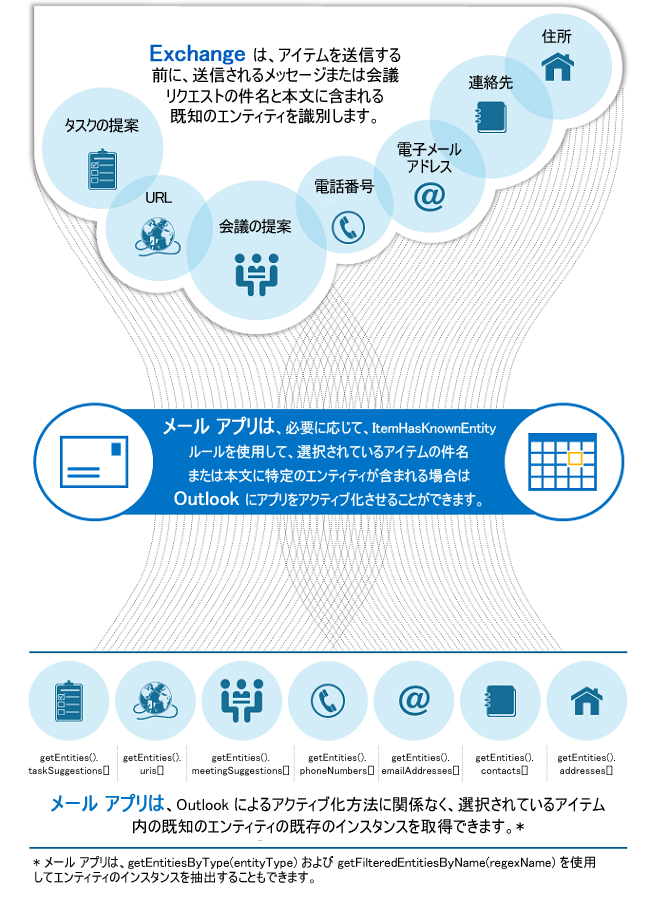 Exchange は、アイテムを送信する
前に、送信されるメッセージまたは会議
リクエストの件名と本文に含まれる
既知のエンティティを識別します。
住所
連絡先
タスクの提案
電子メール
アドレス
電話番号
URL
会議の提案
メール アプリは、必要に応じて、ItemHasKnownEntity
ルールを使用して、選択されているアイテムの件名
または本文に特定のエンティティが含まれる場合は
Outlook にアプリをアクティブ化させることができます。
getEntities().
taskSuggestions[]
getEntities().
uris[]
getEntities().
meetingSuggestions[]
getEntities().
phoneNumbers[]
getEntities().
emailAddresses[]
getEntities().
contacts[]
getEntities().
addresses[]
メール アプリは、Outlook によるアクティブ化方法に関係なく、選択されているアイテム
内の既知のエンティティの既存のインスタンスを取得できます。*
* メール アプリは、getEntitiesByType(entityType) および getFilteredEntitiesByName(regexName) を使用
してエンティティのインスタンスを抽出することもできます。